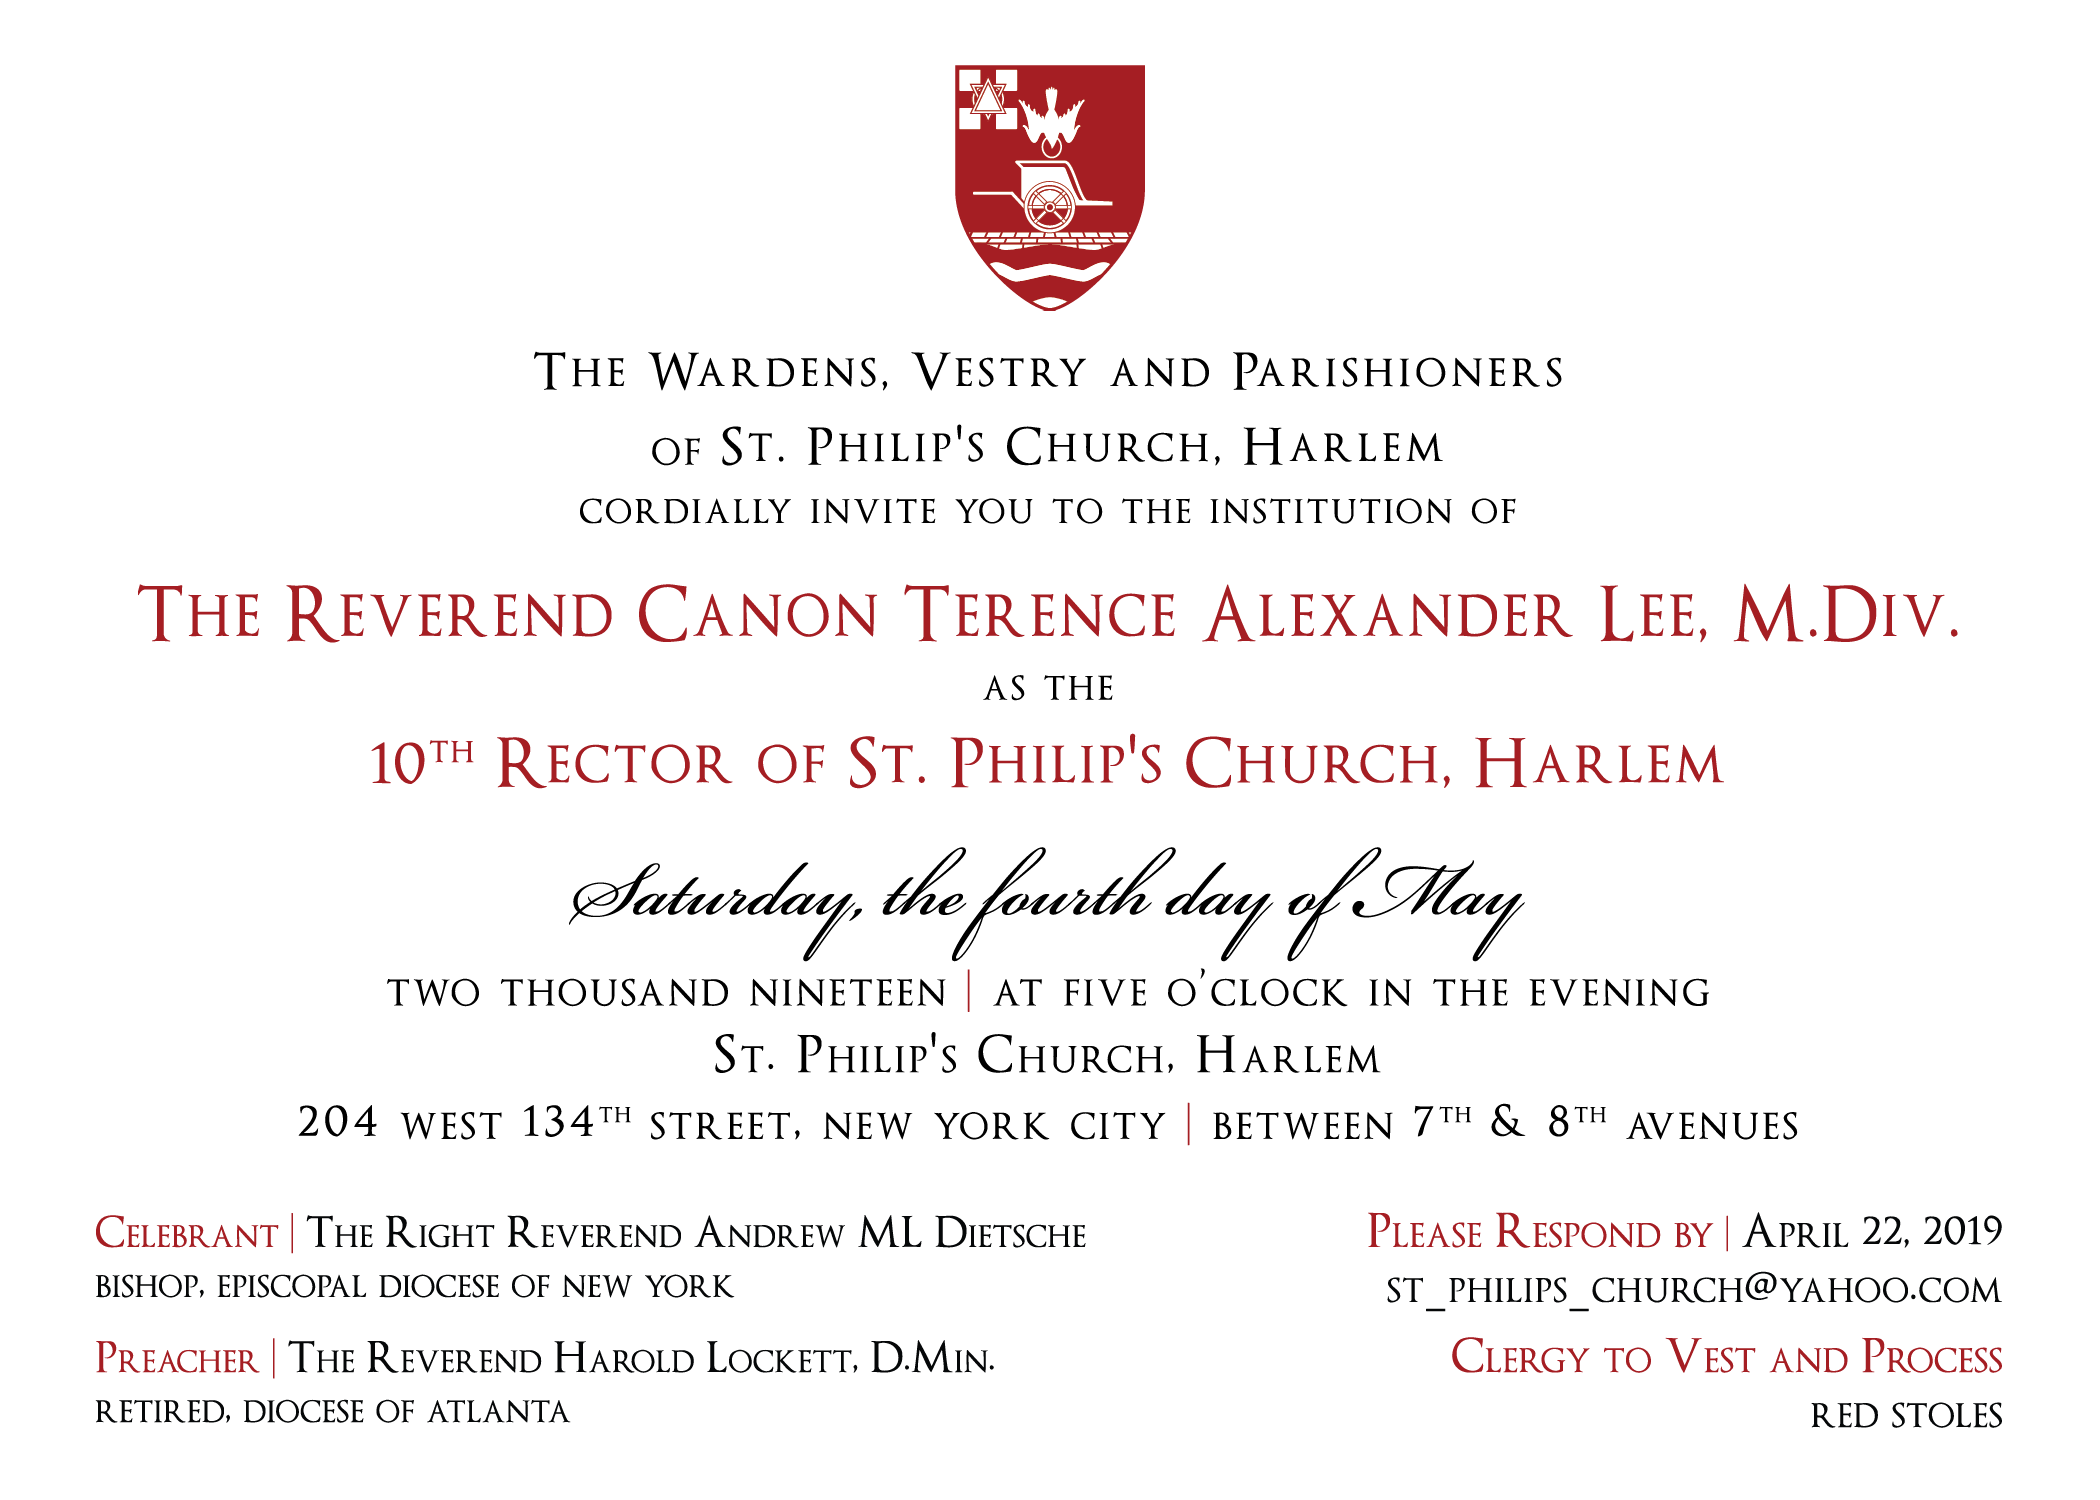 The Wardens, Vestry and Parishioners
of St. Philip's Church, Harlem
cordially invite you to the institution of
The Reverend Canon Terence Alexander Lee, M.Div.
as the
10th Rector of St. Philip's Church, Harlem
Saturday, the fourth day of May
two thousand nineteen | at five o’clock in the evening
St. Philip's Church, Harlem
204 west 134th street, new york city | between 7th & 8th avenues
Celebrant | The Right Reverend Andrew ML Dietsche
bishop, episcopal diocese of new york
Preacher | The Reverend Harold Lockett, D.Min.
retired, diocese of atlanta
Please Respond by | April 22, 2019
st_philips_church@yahoo.com
Clergy to Vest and Process
red stoles